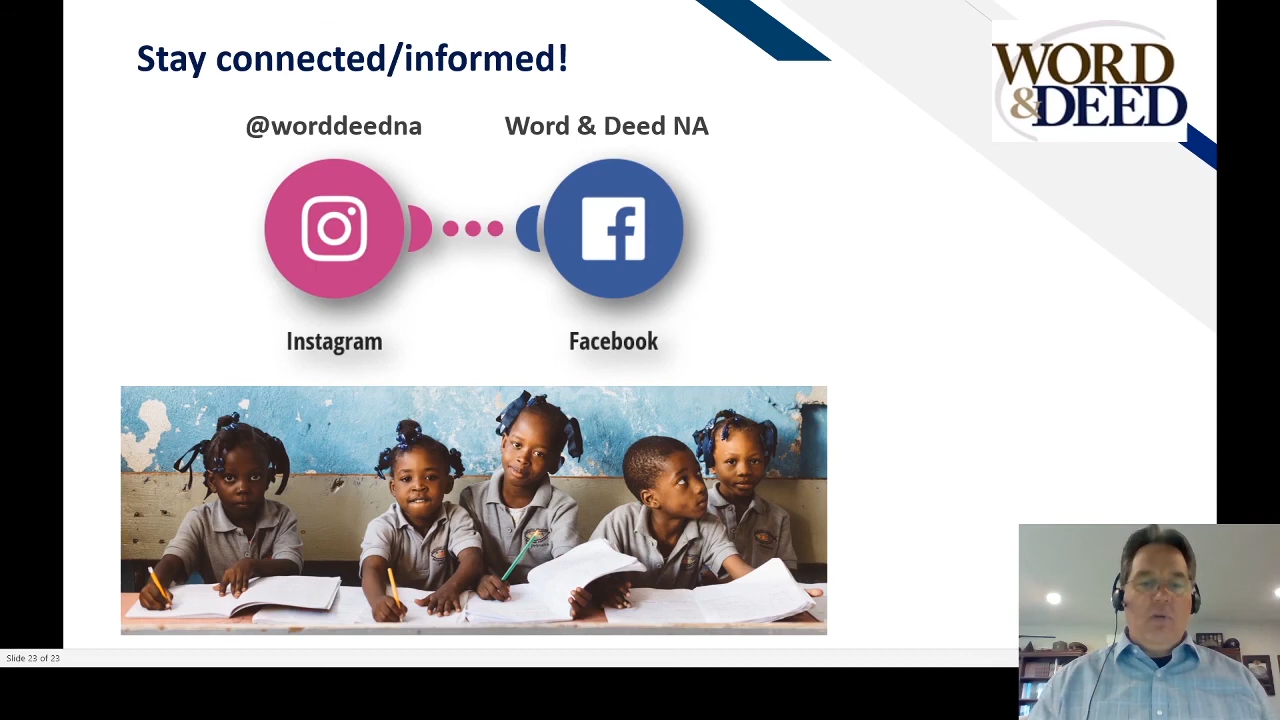 Stay connected/informed!
WORD
&DEED
@worddeedna
Word & Deed NA
Instagram
Facebook
Slide 23 of 23